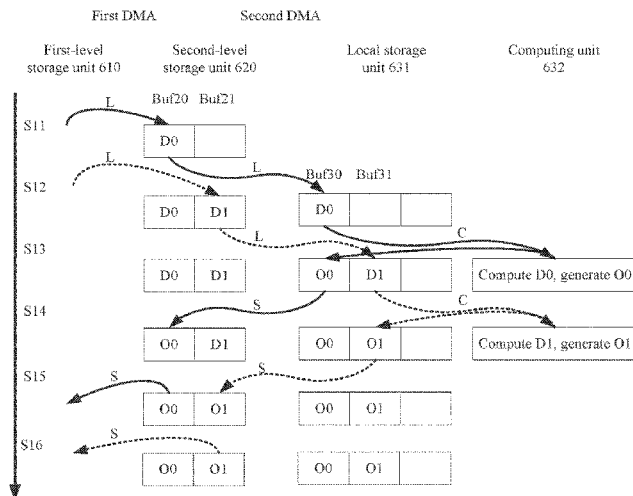 First DMA Second DMA
First-level storage unit 610
Second-level storage unit 620
Local storage unit 631
Computing unit 632
Buf20 Buf21
S11
L
D0
S12
L
L
Buf30 Buf31
D0 D1
D0
S13
L
C
D0 D1
O0 D1
Compute D0, generate O0
S14
S
C
O0 D1
O0 O1
Compute D1, generate O1
S15
S
S
O0 O1
O0 O1
S16
S
O0 O1
O0 O1